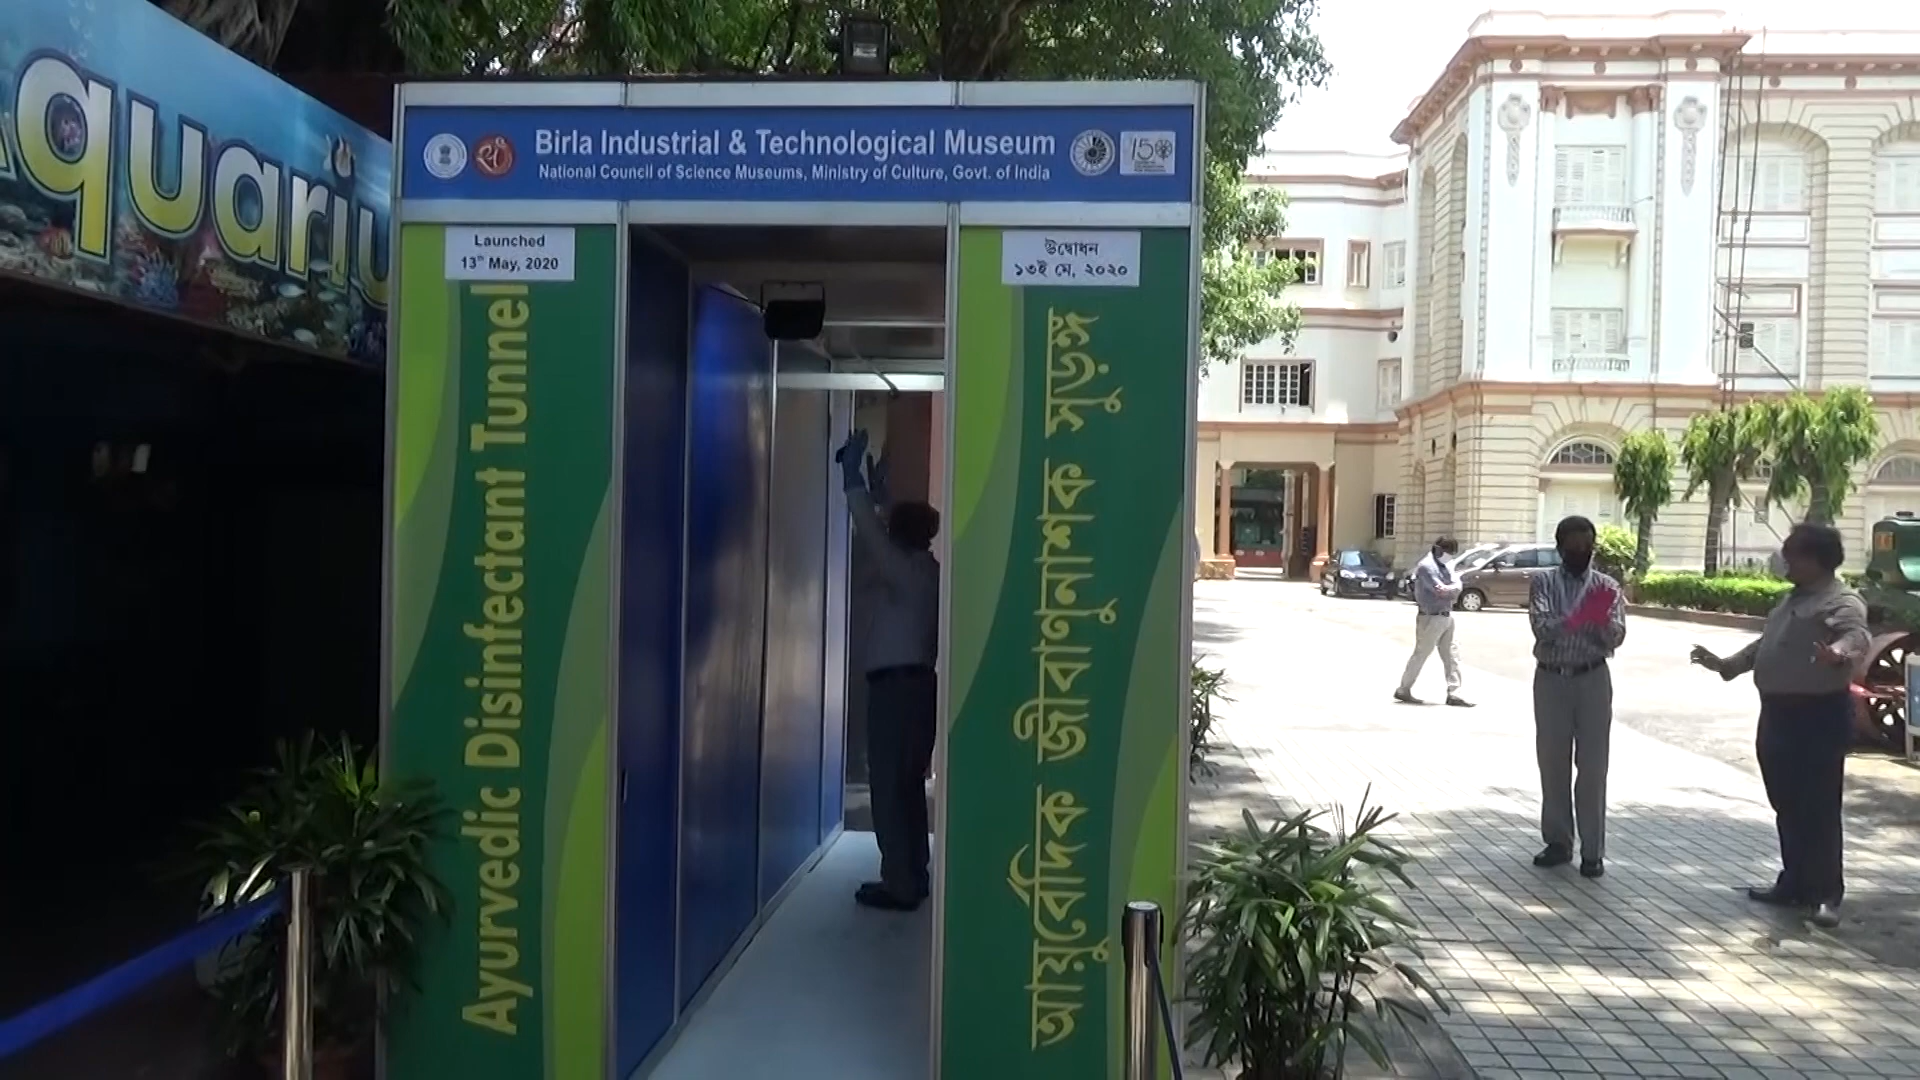 quariu
Birla Industrial & Technological Museum
National Council of Science Museums, Ministry of Culture, Govt. of India
150
Launched
13th May, 2020
উদ্বোধন
১৩ই মে, ২০২০
Ayurvedic Disinfectant Tunnel
আয়ুর্বেদিক জীবাণুনাশক সুড়ঙ্গ